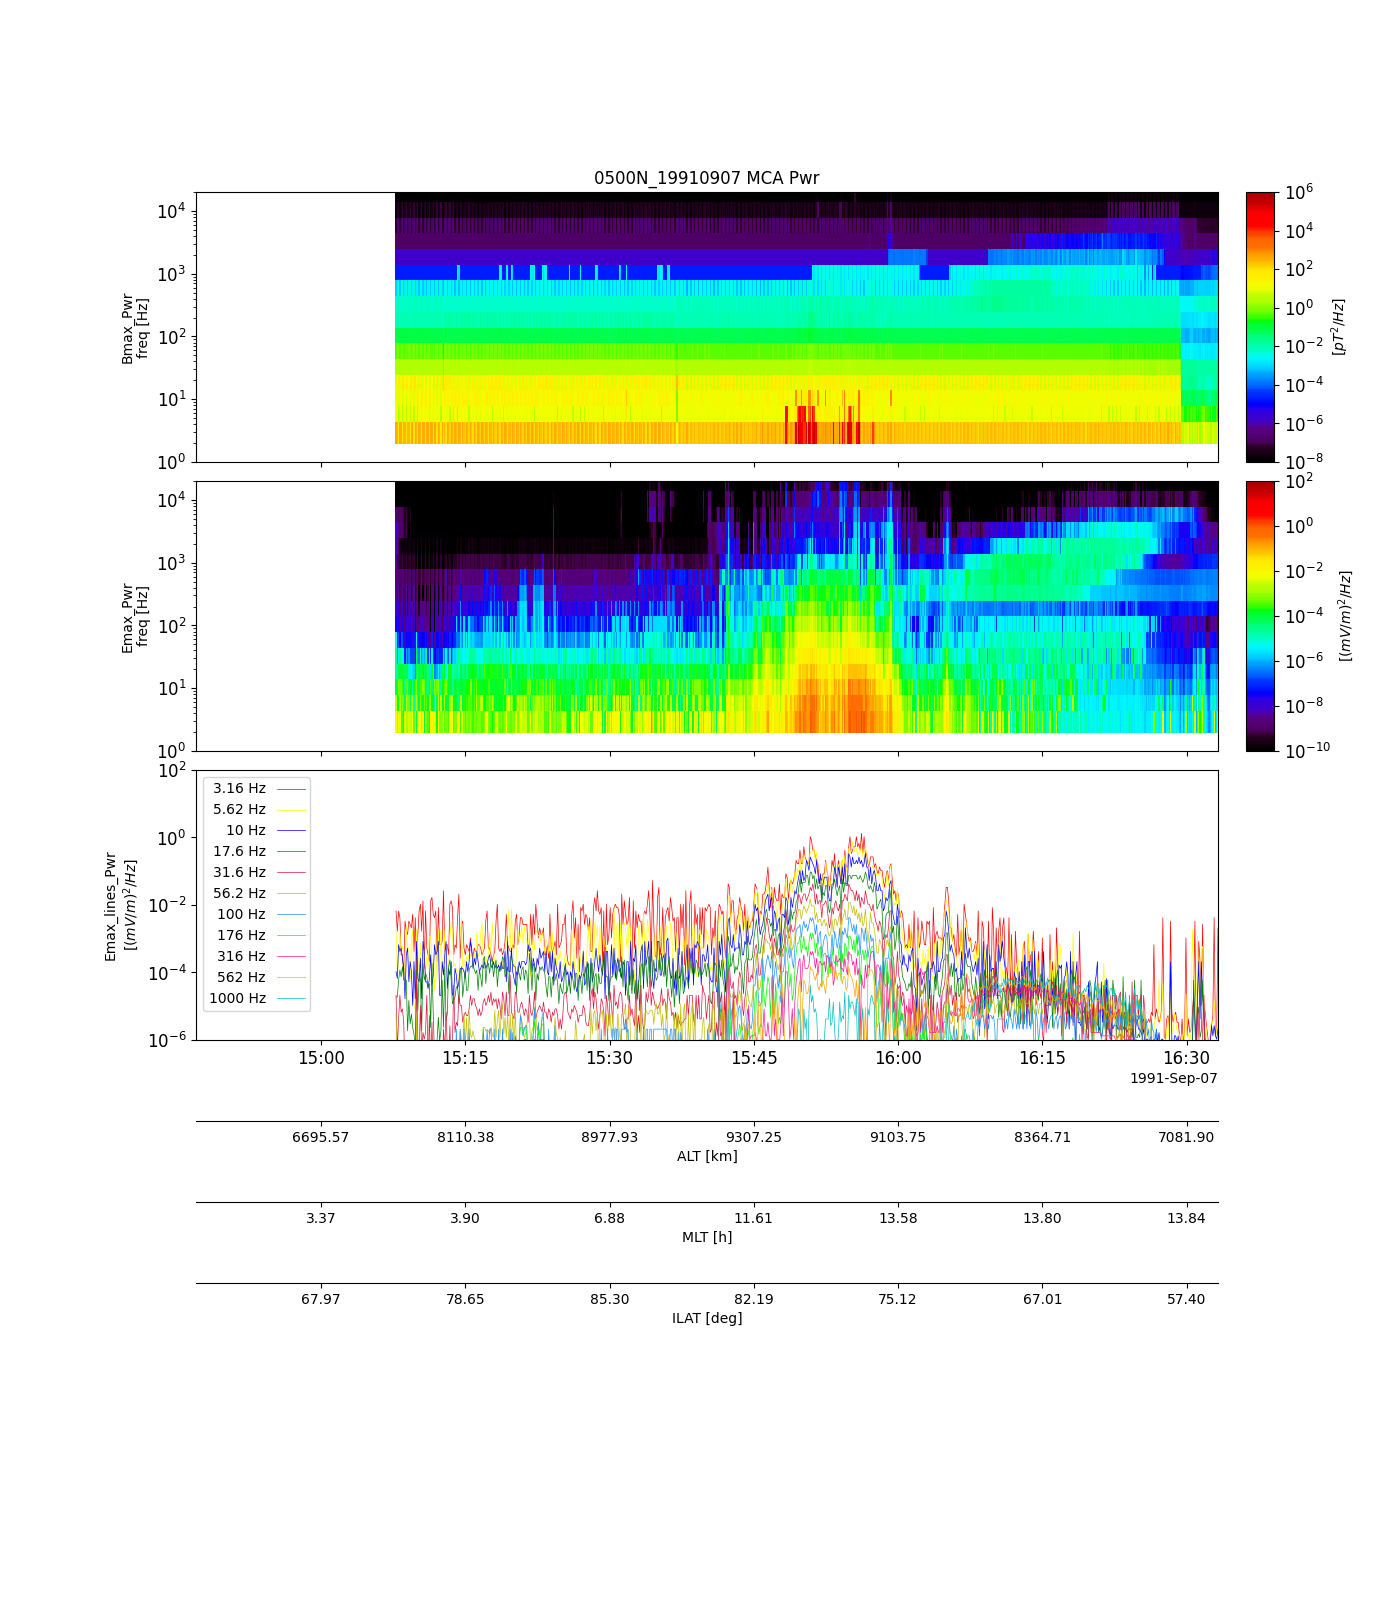 0500N_19910907 MCA Pwr
10^4
10^3
10^2
10^1
10^0
Bmax_Pwr
freq [Hz]
10^6
10^4
10^2
10^0
10^−2
10^−4
10^−6
10^−8
[pT^2/Hz]
10^4
10^3
10^2
10^1
10^0
Emax_Pwr
freq [Hz]
10^2
10^0
10^−2
10^−4
10^−6
10^−8
10^−10
[(mV/m)^2/Hz]
10^2
10^0
10^−2
10^−4
10^−6
Emax_lines_Pwr
[(mV/m)^2/Hz]
3.16 Hz
5.62 Hz
10 Hz
17.6 Hz
31.6 Hz
56.2 Hz
100 Hz
176 Hz
316 Hz
562 Hz
1000 Hz
15:00 15:15 15:30 15:45 16:00 16:15 16:30
1991-Sep-07
6695.57 8110.38 8977.93 9307.25 9103.75 8364.71 7081.90
ALT [km]
3.37 3.90 6.88 11.61 13.58 13.80 13.84
MLT [h]
67.97 78.65 85.30 82.19 75.12 67.01 57.40
ILAT [deg]